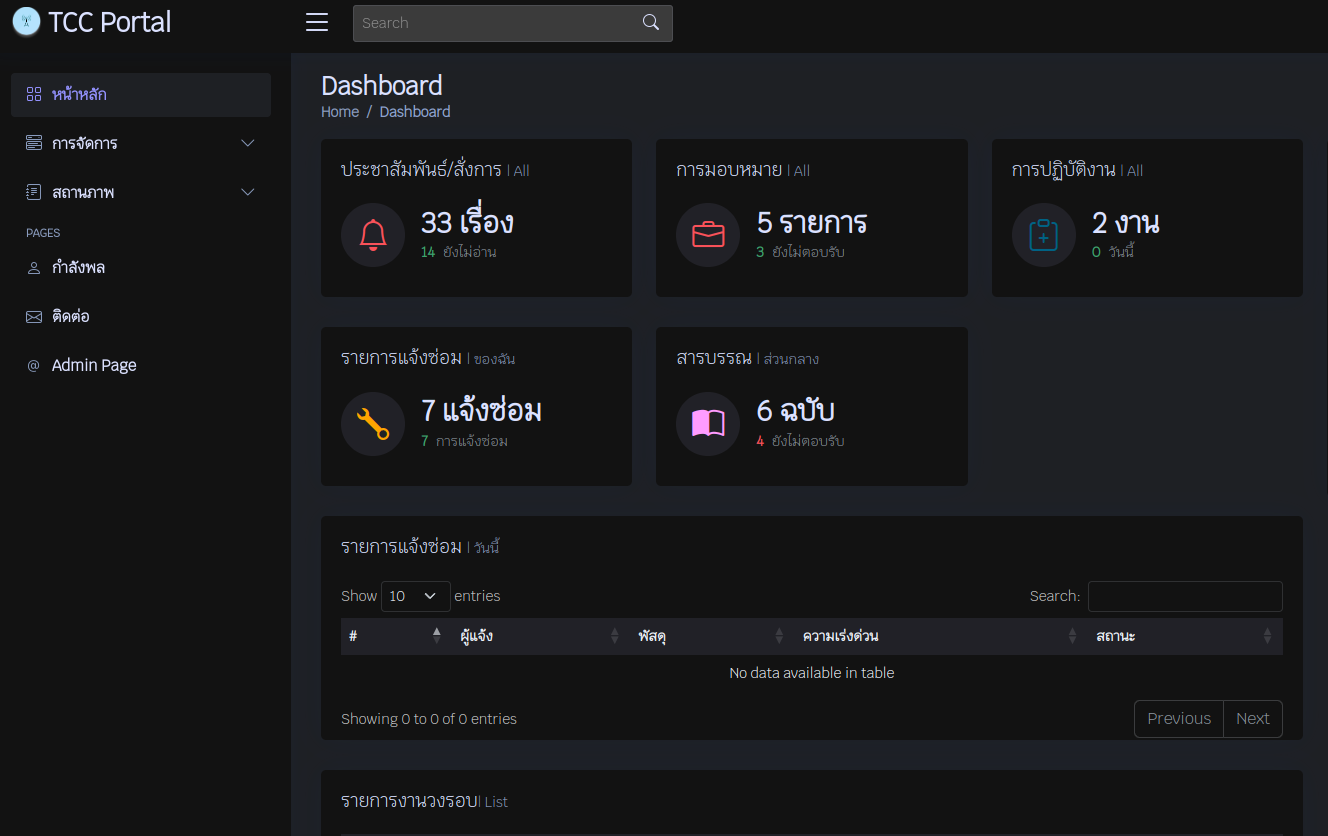 TCC Portal
Search
หน้าหลัก
การจัดการ
สถานภาพ
PAGES
กำลังพล
ติดต่อ
@ Admin Page
Dashboard
Home / Dashboard
ประชาสัมพันธ์/สั่งการ | All
33 เรื่อง
14 ยังไม่อ่าน
การมอบหมาย | All
5 รายการ
3 ยังไม่ตอบรับ
การปฏิบัติงาน | All
2 งาน
0 วันนี้
รายการแจ้งซ่อม | ของฉัน
7 แจ้งซ่อม
7 การแจ้งซ่อม
สารบรรณ | ส่วนกลาง
6 ฉบับ
4 ยังไม่ตอบรับ
รายการแจ้งซ่อม | วันนี้
Show 10 entries
Search:
# ผู้แจ้ง พัสดุ ความเร่งด่วน สถานะ
No data available in table
Showing 0 to 0 of 0 entries
Previous Next
รายการงานวงรอบ| List